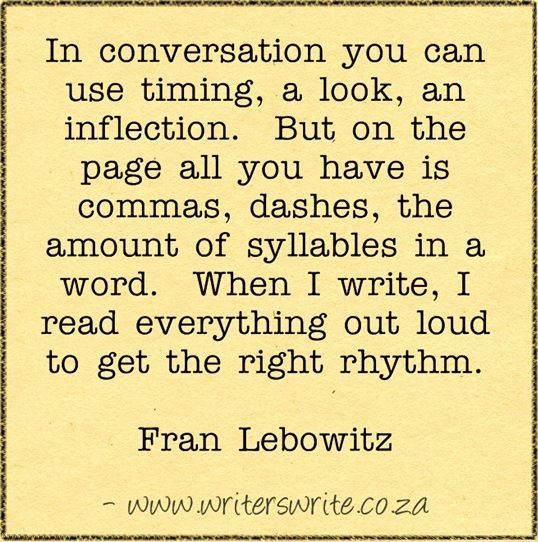 In conversation you can
use timing, a look, an
inflection.  But on the
page all you have is
commas, dashes, the
amount of syllables in a
word.  When I write, I
read everything out loud
to get the right rhythm.
Fran Lebowitz
- www.writerswrite.co.za